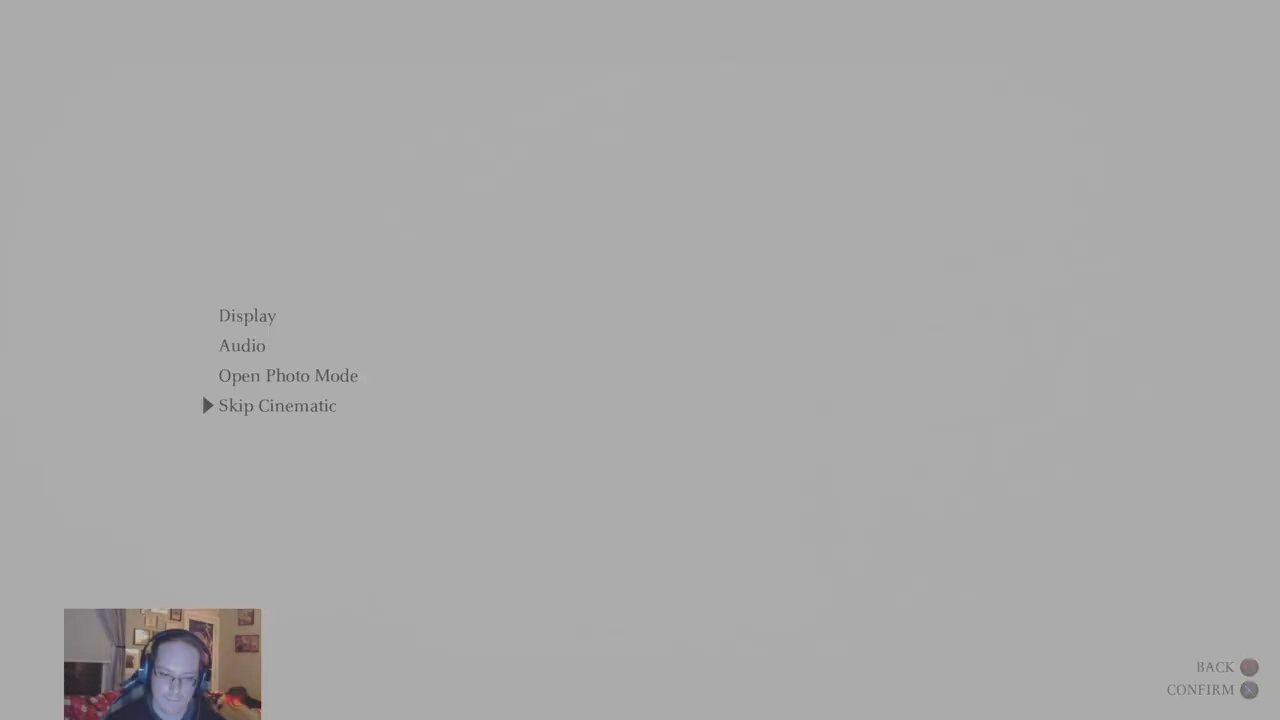 Display
Audio
Open Photo Mode
Skip Cinematic
BACK
CONFIRM